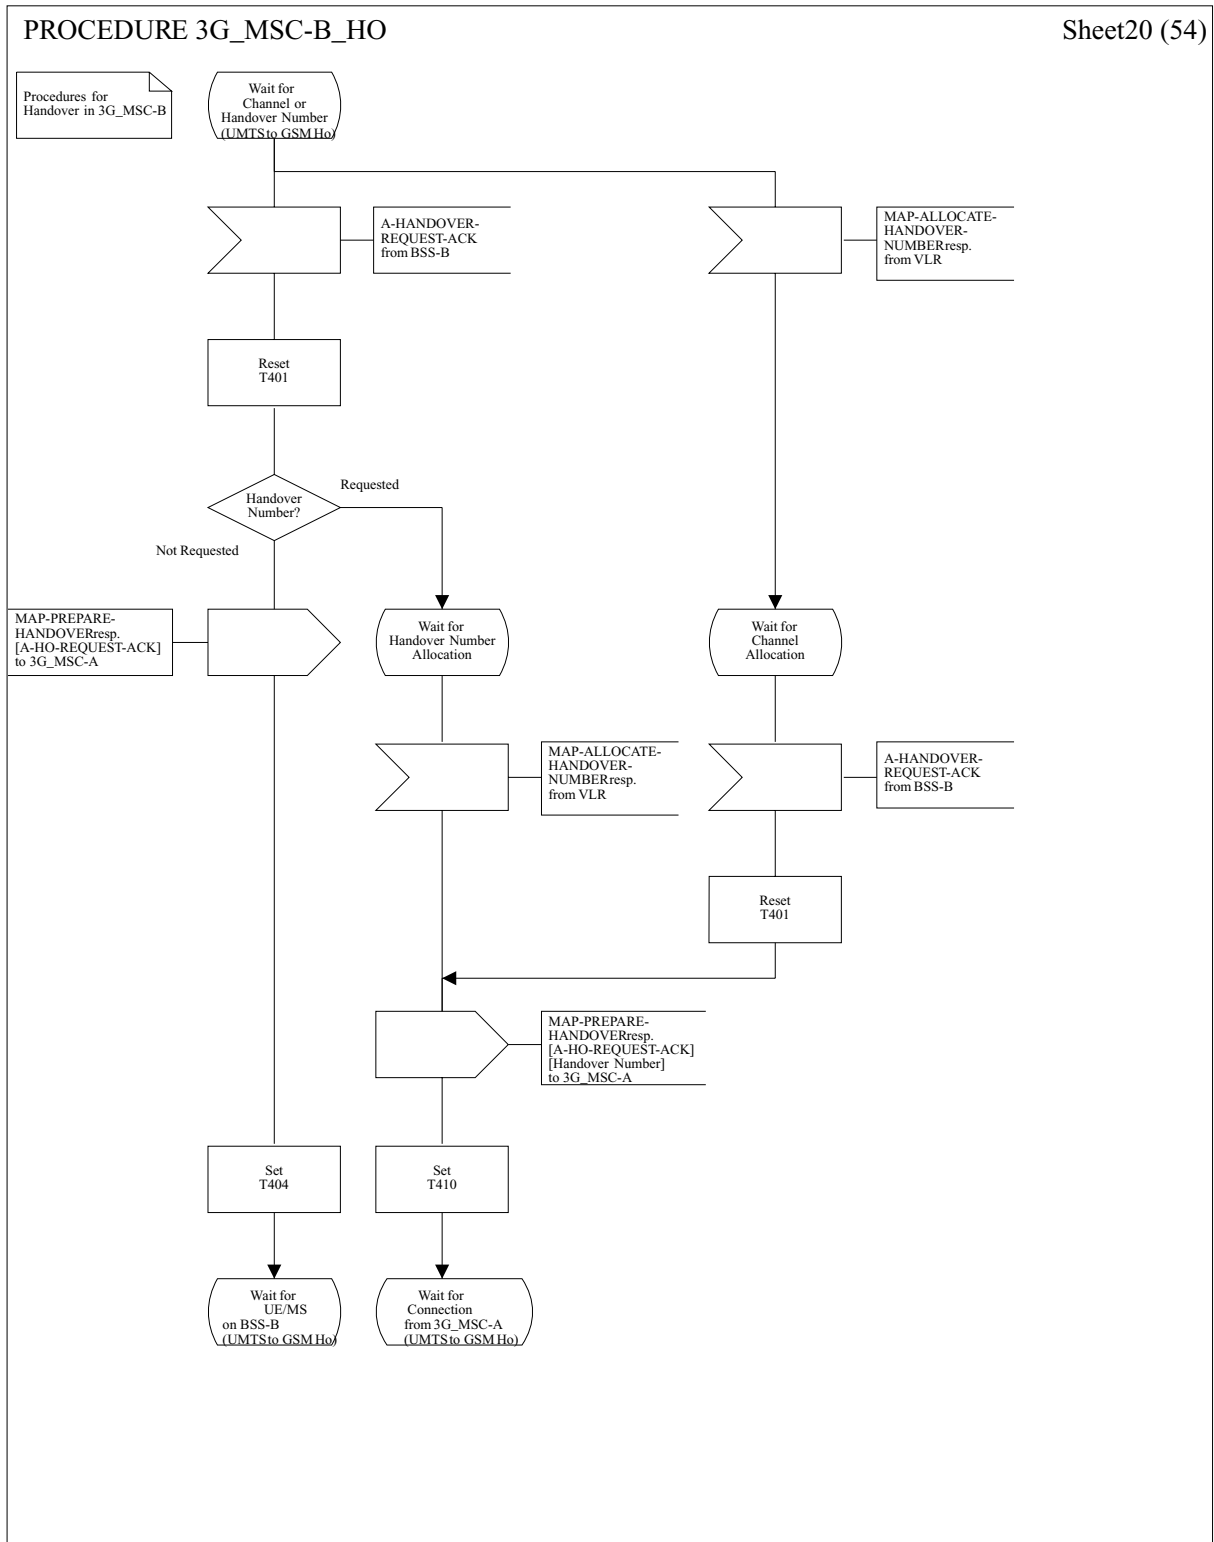 PROCEDURE 3G_MSC-B_HO
Sheet20 (54)
Procedures for
Handover in 3G_MSC-B
Wait for
Channel or
Handover Number
(UMTS to GSM Ho)
A-HANDOVER-
REQUEST-ACK
from BSS-B
MAP-ALLOCATE-
HANDOVER-
NUMBERresp.
from VLR
Reset
T401
Handover
Number?
Requested
Not Requested
MAP-PREPARE-
HANDOVERresp.
[A-HO-REQUEST-ACK]
to 3G_MSC-A
Wait for
Handover Number
Allocation
Wait for
Channel
Allocation
MAP-ALLOCATE-
HANDOVER-
NUMBERresp.
from VLR
A-HANDOVER-
REQUEST-ACK
from BSS-B
Reset
T401
MAP-PREPARE-
HANDOVERresp.
[A-HO-REQUEST-ACK]
[Handover Number]
to 3G_MSC-A
Set
T404
Set
T410
Wait for
UE/MS
on BSS-B
(UMTS to GSM Ho)
Wait for
Connection
from 3G_MSC-A
(UMTS to GSM Ho)